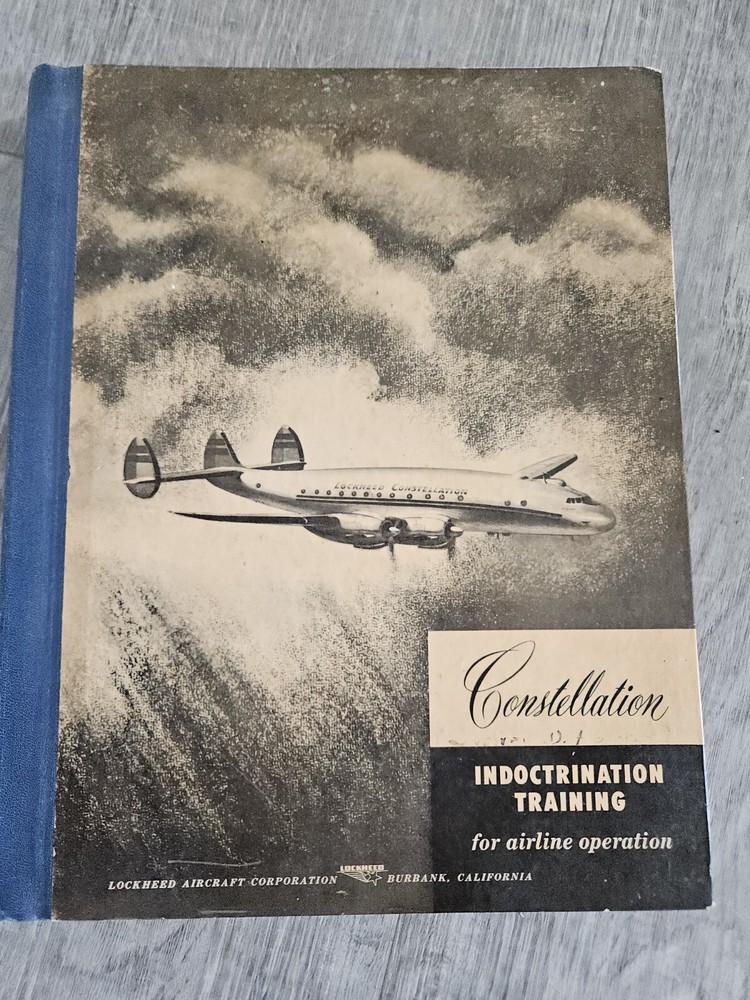 LOCKHEED CONSTELLATION
Constellation
INDOCTRINATION
TRAINING
for airline operation
LOCKHEED AIRCRAFT CORPORATION LOCKHEED BURBANK, CALIFORNIA